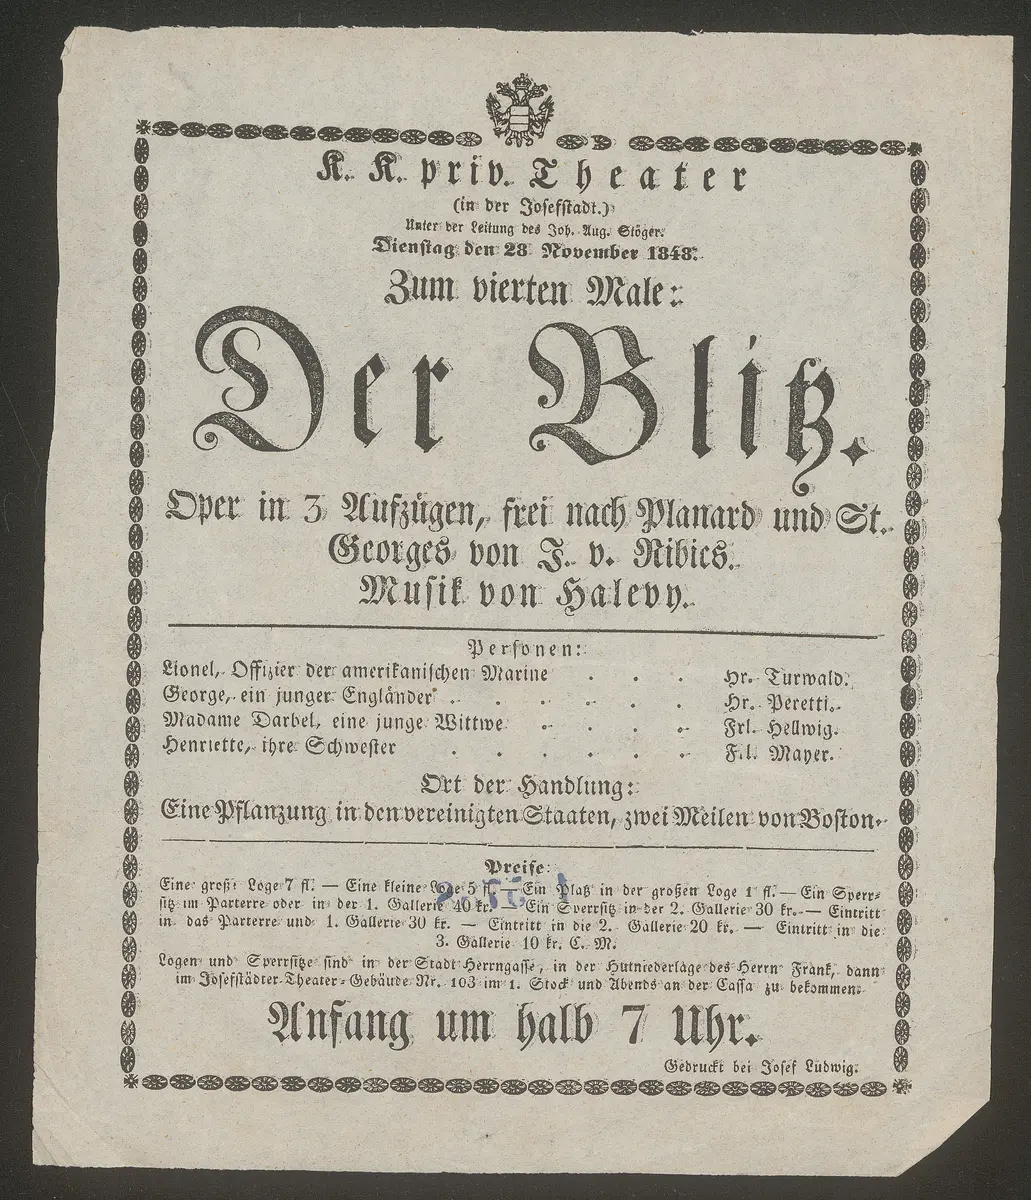 K. K. priv. Theater
(in der Josefstadt.)
Unter der Leitung des Joh. Aug. Stöger.
Dienstag den 28 November 1848.
Zum vierten Male:
Der Blitz.
Oper in 3 Aufzügen, frei nach Planard und St.
Georges von J. v. Ribics.
Musik von Halevy.
Personen:
Lionel, Offizier der amerikanischen Marine . . . Hr. Turwald.
George, ein junger Engländer . . . . . . Hr. Peretti.
Madame Darbel, eine junge Wittwe . . . . Frl. Hellwig.
Henriette, ihre Schwester . . . . . . Frl. Mayer.
Ort der Handlung:
Eine Pflanzung in den vereinigten Staaten, zwei Meilen von Boston.
Preise:
Eine große Loge 7 fl. — Eine kleine Loge 5 fl. — Ein Platz in der großen Loge 1 fl. — Ein Sperr-
sitz im Parterre oder in der 1. Gallerie 40 kr. — Ein Sperrsitz in der 2. Gallerie 30 kr. — Eintritt
in das Parterre und 1. Gallerie 30 kr. — Eintritt in die 2. Gallerie 20 kr. — Eintritt in die
3. Gallerie 10 kr. C. M.
Logen und Sperrsitze sind in der Stadt Herrngasse, in der Hutniederlage des Herrn Frank, dann
im Josefstädter-Theater-Gebäude Nr. 103 im 1. Stock und Abends an der Cassa zu bekommen.
Anfang um halb 7 Uhr.
Gedruckt bei Josef Ludwig.